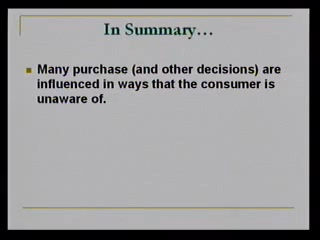 In Summary…
Many purchase (and other decisions) are
influenced in ways that the consumer is
unaware of.